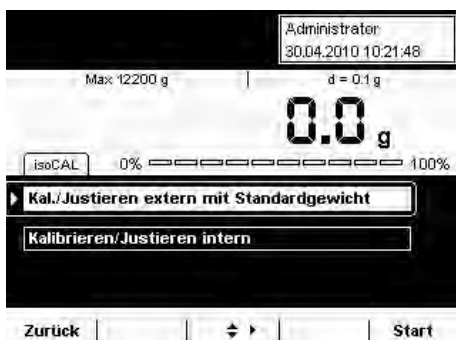 Administrator
30.04.2010 10:21:48
Max 12200 g
d = 0.1 g
0.0 g
isoCAL 0% 100%
Kal./Justieren extern mit Standardgewicht
Kalibrieren/Justieren intern
Zurück Start